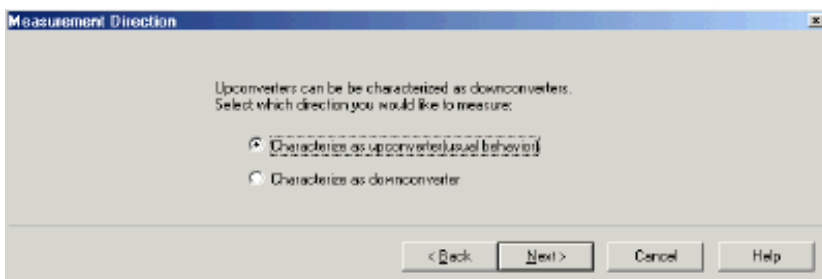 Measurement Direction
Upconverters can be be characterized as downconverters.
Select which direction you would like to measure:
Characterize as upconverter(usual behavior)
Characterize as downconverter
< Back
Next >
Cancel
Help